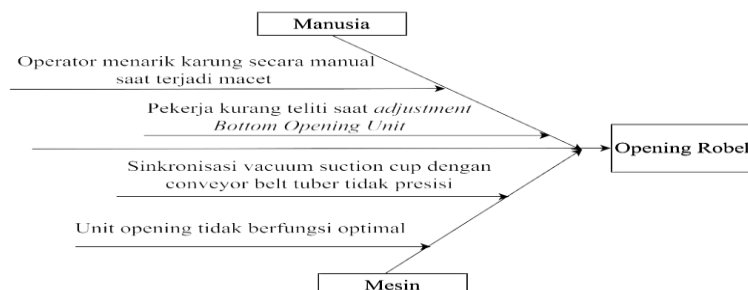 Manusia
Operator menarik karung secara manual
saat terjadi macet
Pekerja kurang teliti saat adjustment
Bottom Opening Unit
Opening Robek
Sinkronisasi vacuum suction cup dengan
conveyor belt tuber tidak presisi
Unit opening tidak berfungsi optimal
Mesin